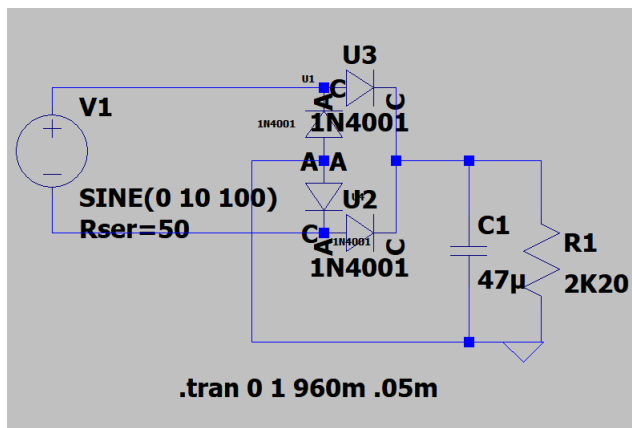 U3
U1
C
V1
A
C
1N4001
1N4001
A A
SINE(0 10 100)
U4
U2
Rser=50
C
A
1N4001
C
C1
R1
1N4001
47µ
2K20
.tran 0 1 960m .05m